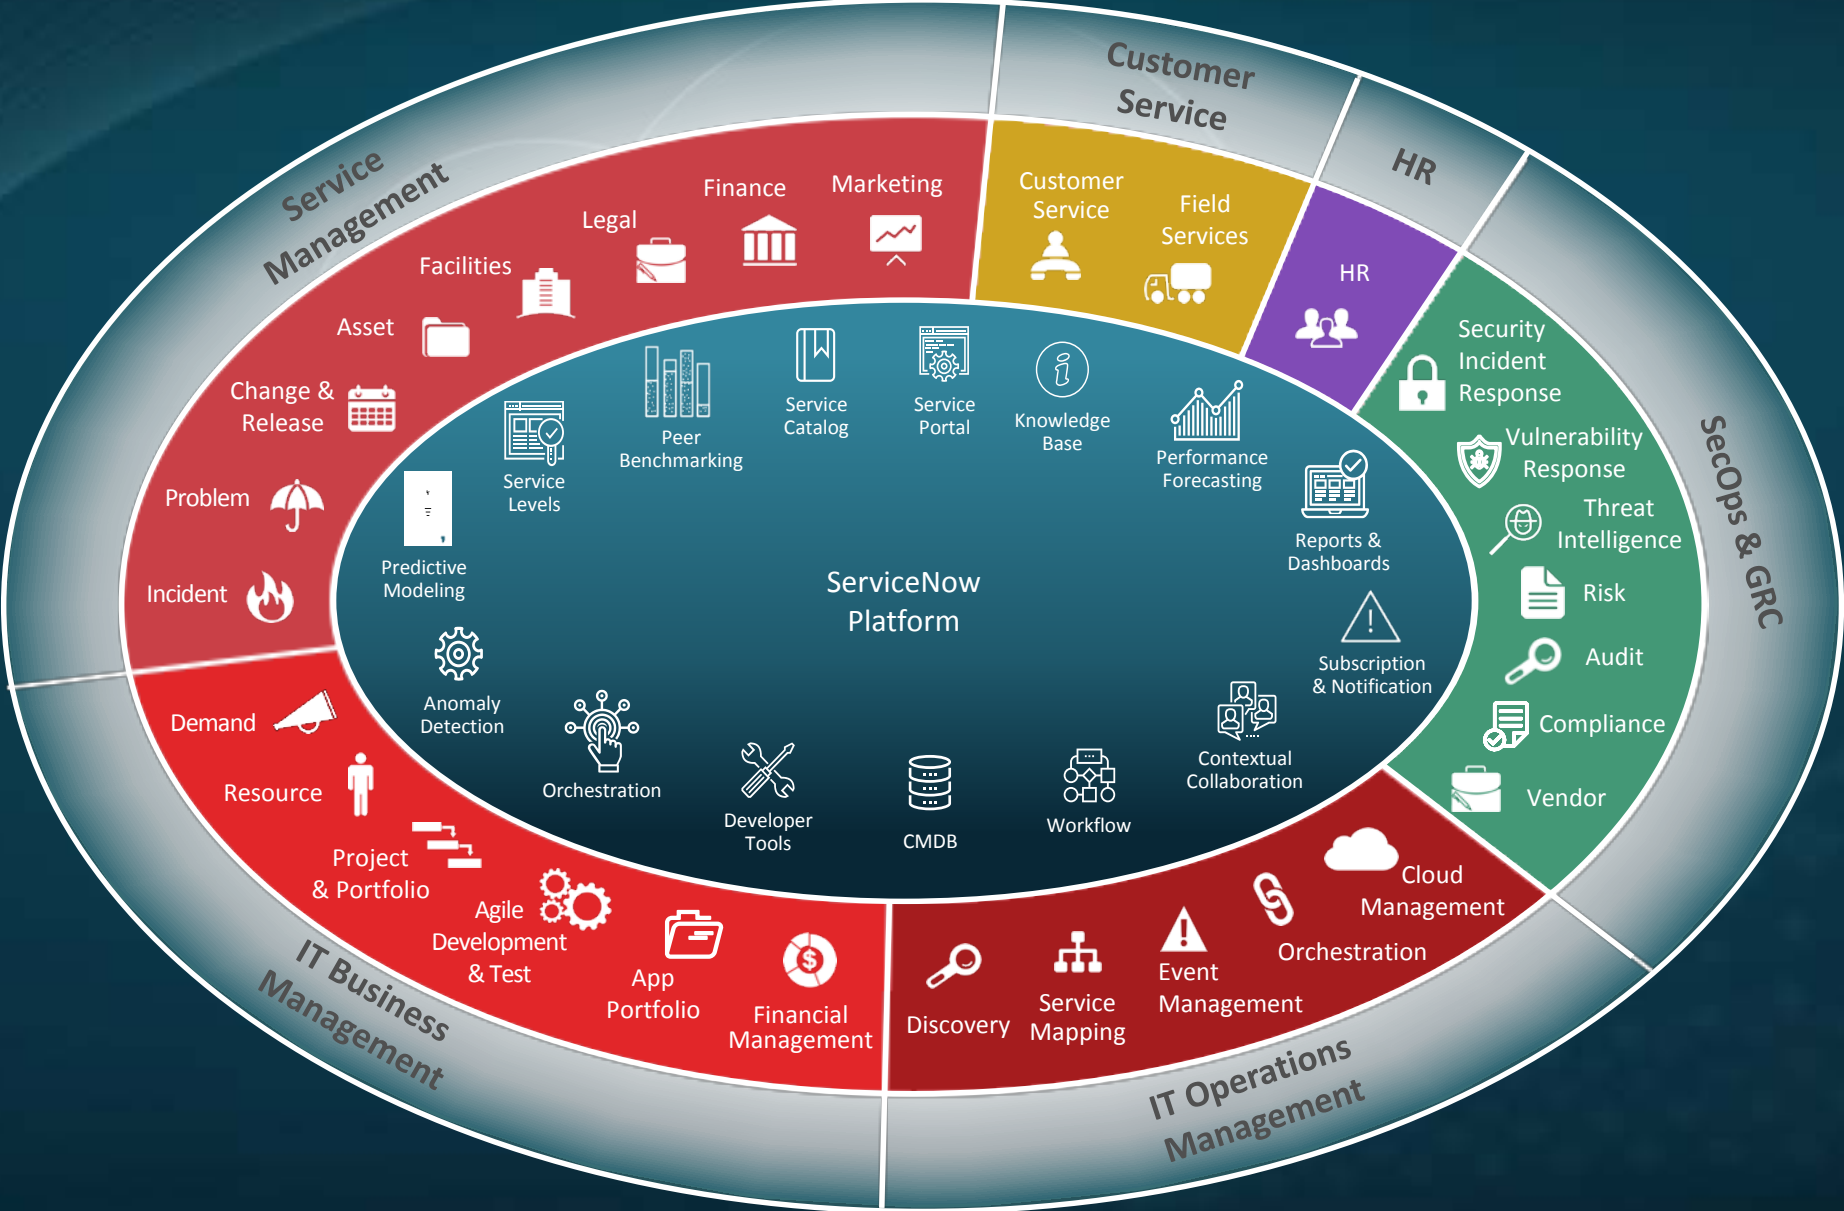 Service
Management
Customer
Service
HR
SecOps & GRC
IT Operations
Management
IT Business
Management
Incident
Problem
Change &
Release
Asset
Facilities
Legal
Finance
Marketing
Customer
Service
Field
Services
HR
Security
Incident
Response
Vulnerability
Response
Threat
Intelligence
Risk
Audit
Compliance
Vendor
Cloud
Management
Orchestration
Event
Management
Service
Mapping
Discovery
Financial
Management
App
Portfolio
Agile
Development
& Test
Project
& Portfolio
Resource
Demand
Predictive
Modeling
Service
Levels
Peer
Benchmarking
Service
Catalog
Service
Portal
Knowledge
Base
Performance
Forecasting
Reports &
Dashboards
Subscription
& Notification
Contextual
Collaboration
Workflow
CMDB
Developer
Tools
Orchestration
Anomaly
Detection
ServiceNow
Platform